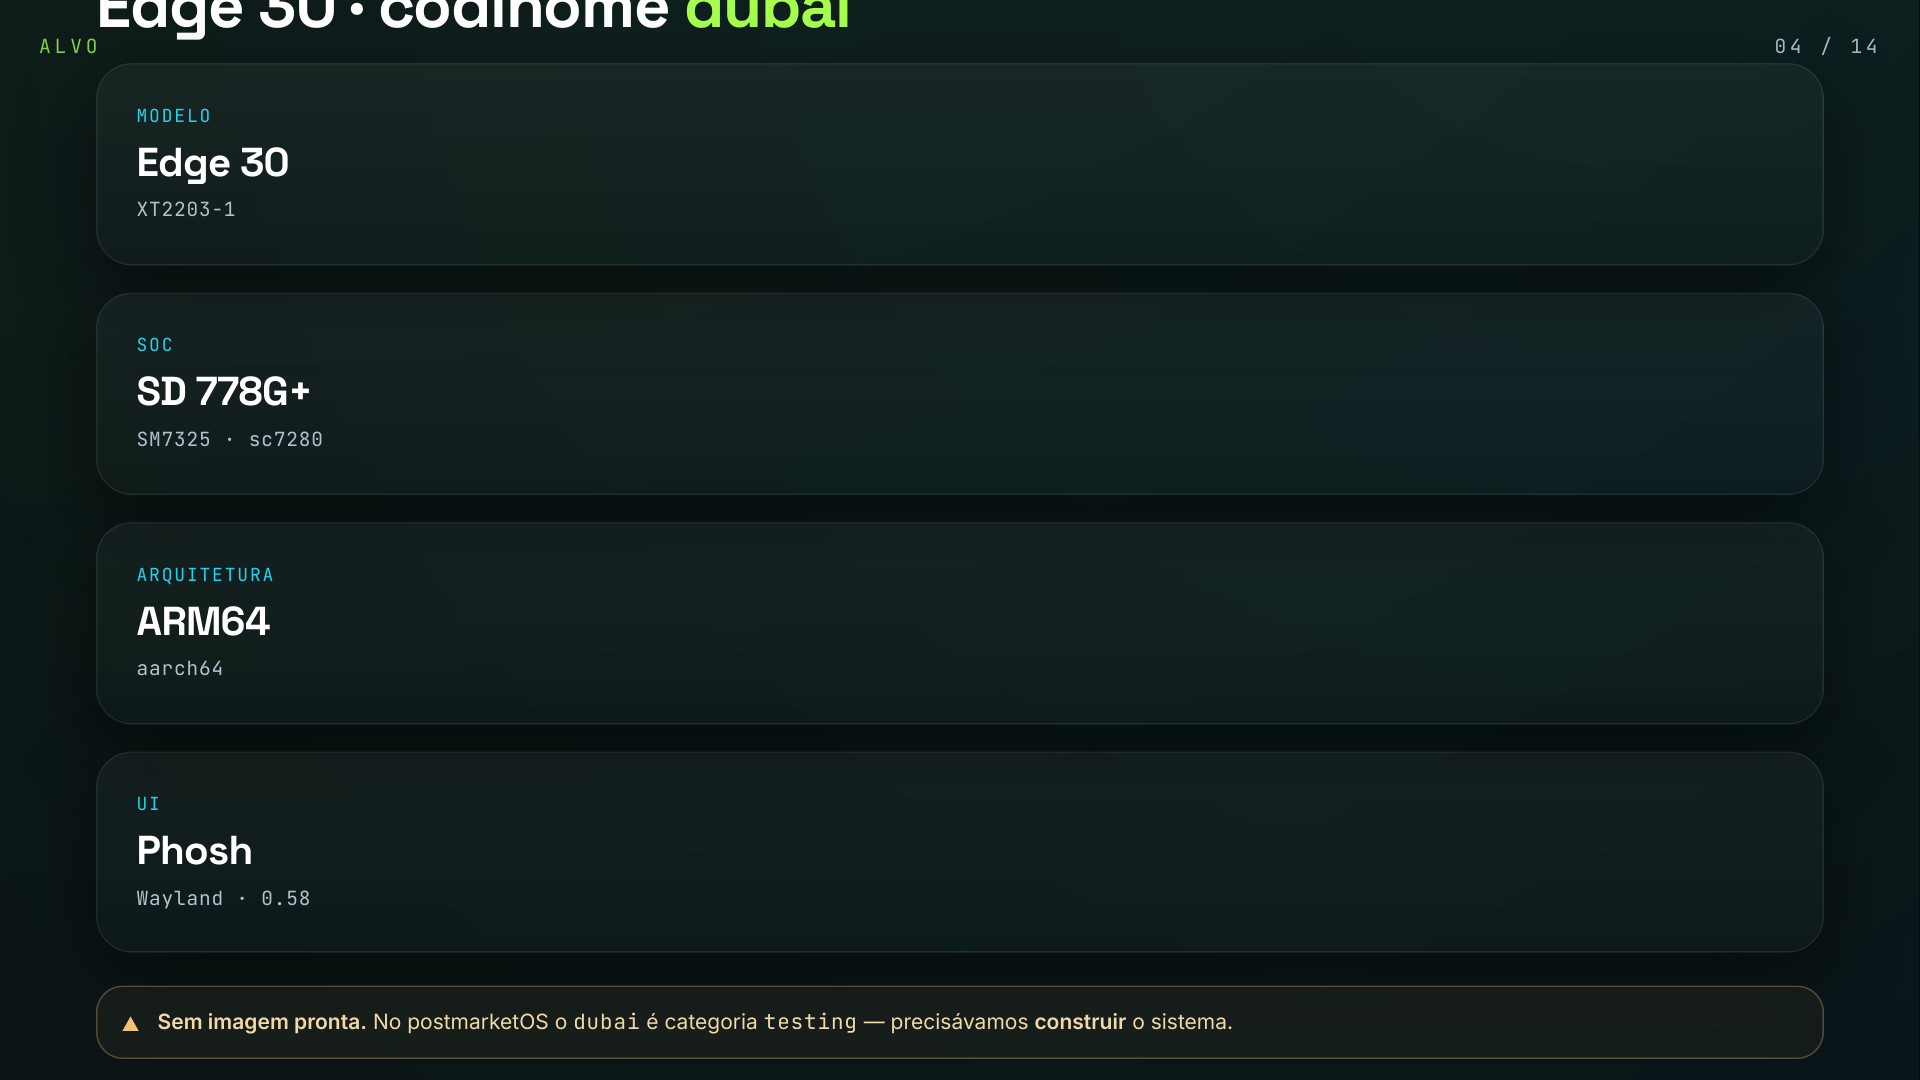 Edge 30 · codinome dubai
ALVO
04 / 14
MODELO
Edge 30
XT2203-1
SOC
SD 778G+
SM7325 · sc7280
ARQUITETURA
ARM64
aarch64
UI
Phosh
Wayland · 0.58
▲ Sem imagem pronta. No postmarketOS o dubai é categoria testing — precisávamos construir o sistema.